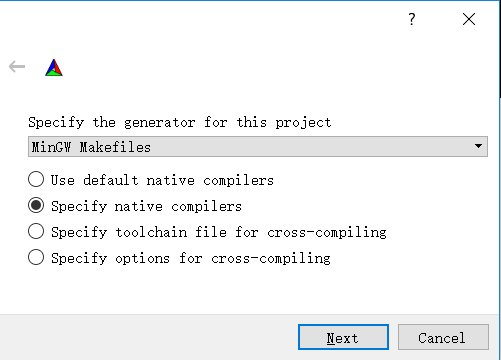 ?
Specify the generator for this project
MinGW Makefiles
Use default native compilers
Specify native compilers
Specify toolchain file for cross-compiling
Specify options for cross-compiling
Next Cancel